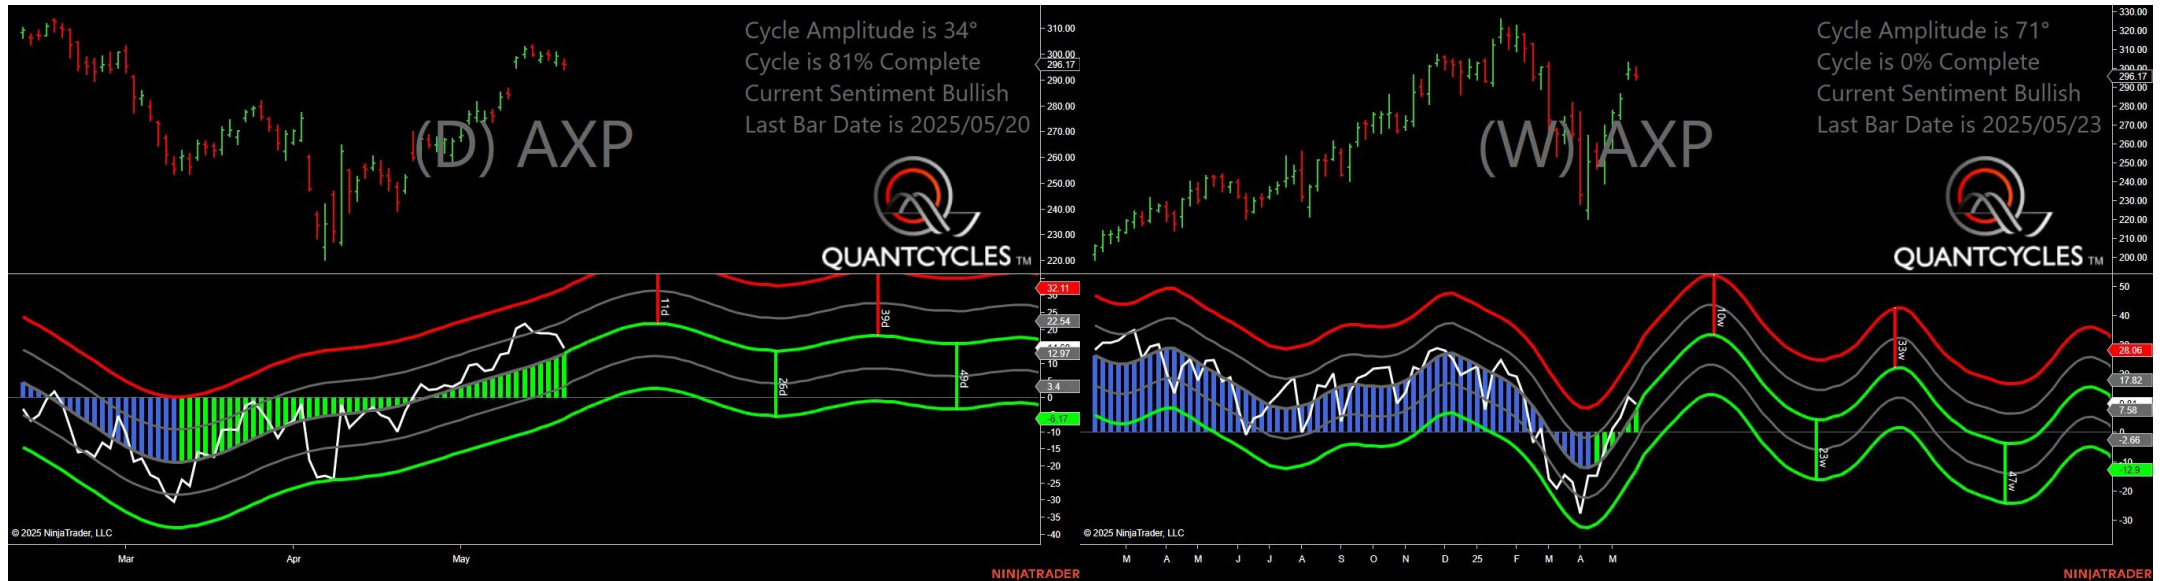 Cycle Amplitude is 34°
Cycle is 81% Complete
Current Sentiment Bullish
Last Bar Date is 2025/05/20
(D) AXP
QUANTCYCLES TM
310.00
300.00
296.17
290.00
280.00
270.00
260.00
250.00
240.00
230.00
220.00
32.11
30
25
22.54
20
12.97
10
5
3.4
0
-6.17
-10
-15
-20
-25
-30
-35
-40
11d
26d
39d
49d
© 2025 NinjaTrader, LLC
Mar
Apr
May
NINJATRADER
Cycle Amplitude is 71°
Cycle is 0% Complete
Current Sentiment Bullish
Last Bar Date is 2025/05/23
(W) AXP
QUANTCYCLES TM
330.00
320.00
310.00
300.00
296.17
290.00
280.00
270.00
260.00
250.00
240.00
230.00
220.00
210.00
200.00
50
40
28.06
20
17.82
7.58
0
-2.66
-10
-12.9
-20
-30
10w
23w
33w
47w
© 2025 NinjaTrader, LLC
M A M J J A S O N D 25 F M A M
NINJATRADER